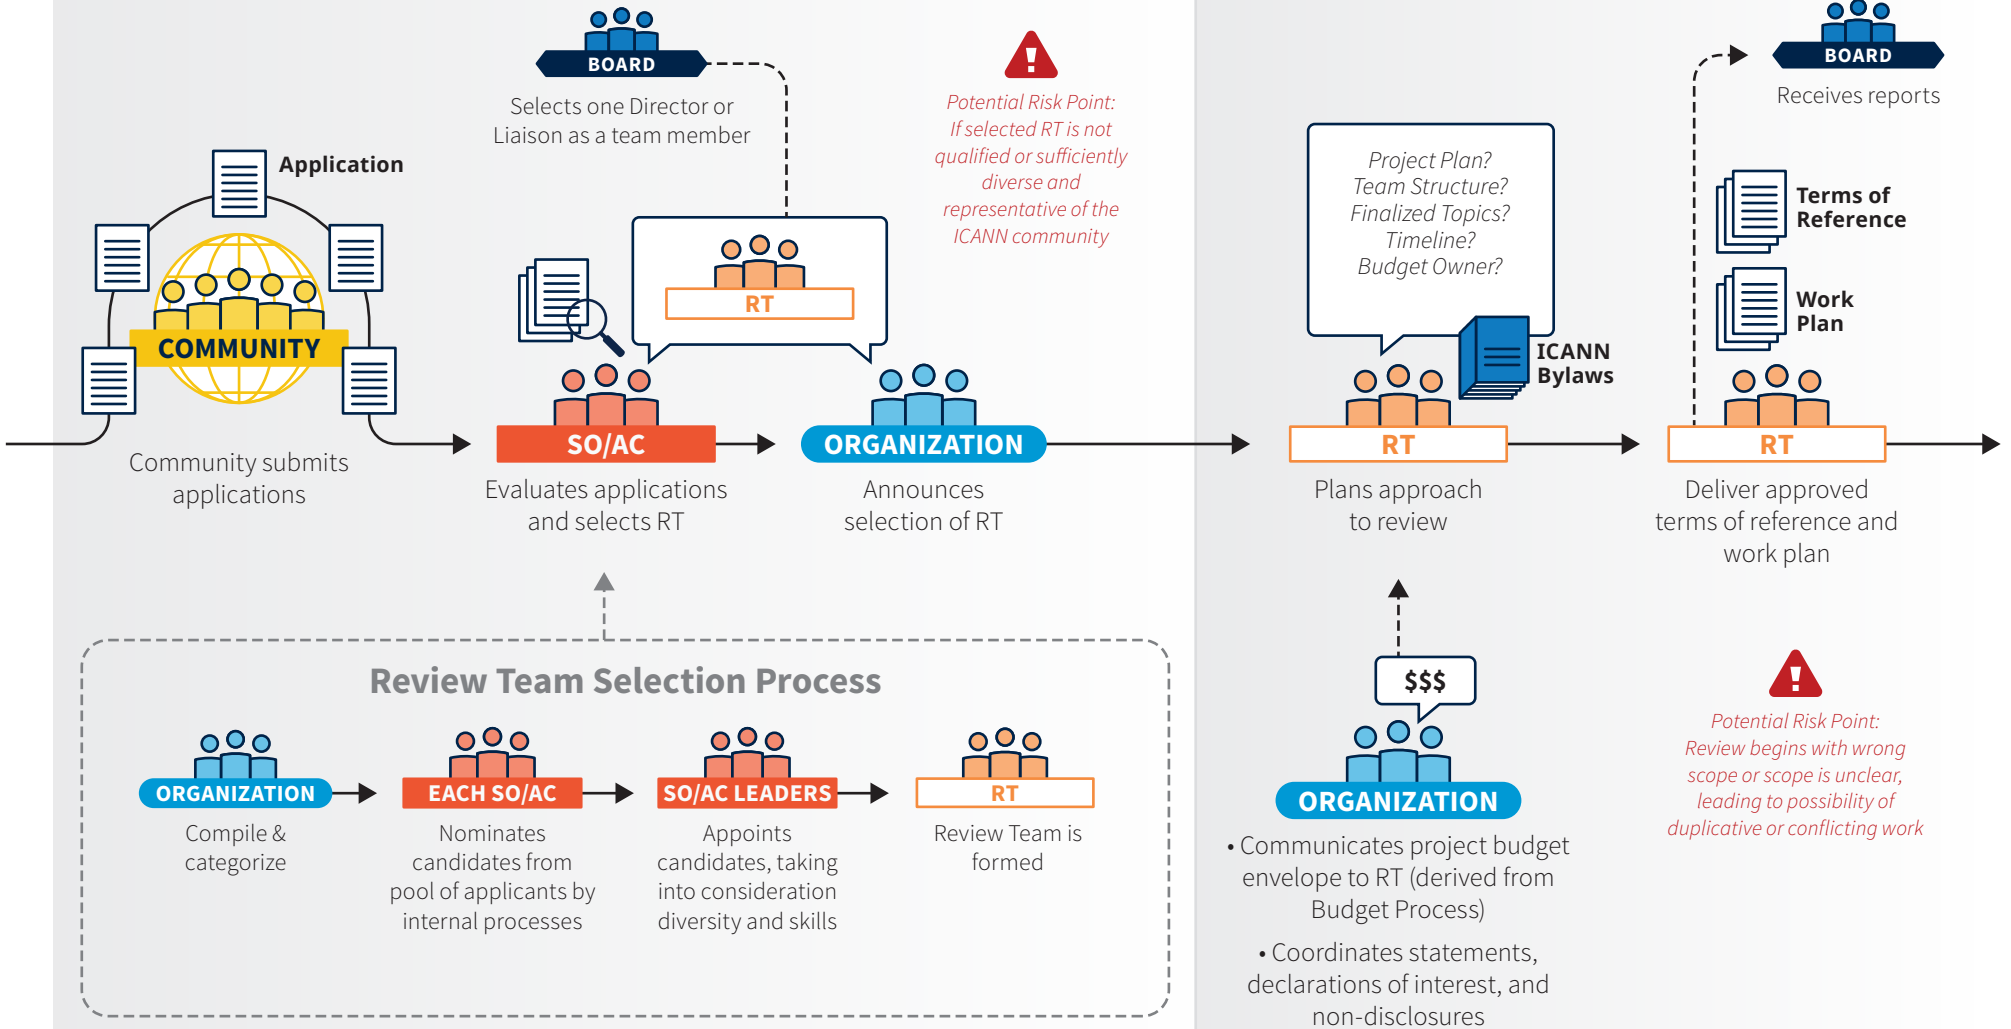 BOARD
Selects one Director or
Liaison as a team member
Potential Risk Point:
If selected RT is not
qualified or sufficiently
diverse and
representative of the
ICANN community
Application
COMMUNITY
Community submits
applications
RT
SO/AC
Evaluates applications
and selects RT
ORGANIZATION
Announces
selection of RT
Review Team Selection Process
ORGANIZATION
Compile &
categorize
EACH SO/AC
Nominates
candidates from
pool of applicants by
internal processes
SO/AC LEADERS
Appoints
candidates, taking
into consideration
diversity and skills
RT
Review Team is
formed
Project Plan?
Team Structure?
Finalized Topics?
Timeline?
Budget Owner?
ICANN
Bylaws
RT
Plans approach
to review
$$$
ORGANIZATION
• Communicates project budget
envelope to RT (derived from
Budget Process)
• Coordinates statements,
declarations of interest, and
non-disclosures
BOARD
Receives reports
Terms of
Reference
Work
Plan
RT
Deliver approved
terms of reference and
work plan
Potential Risk Point:
Review begins with wrong
scope or scope is unclear,
leading to possibility of
duplicative or conflicting work